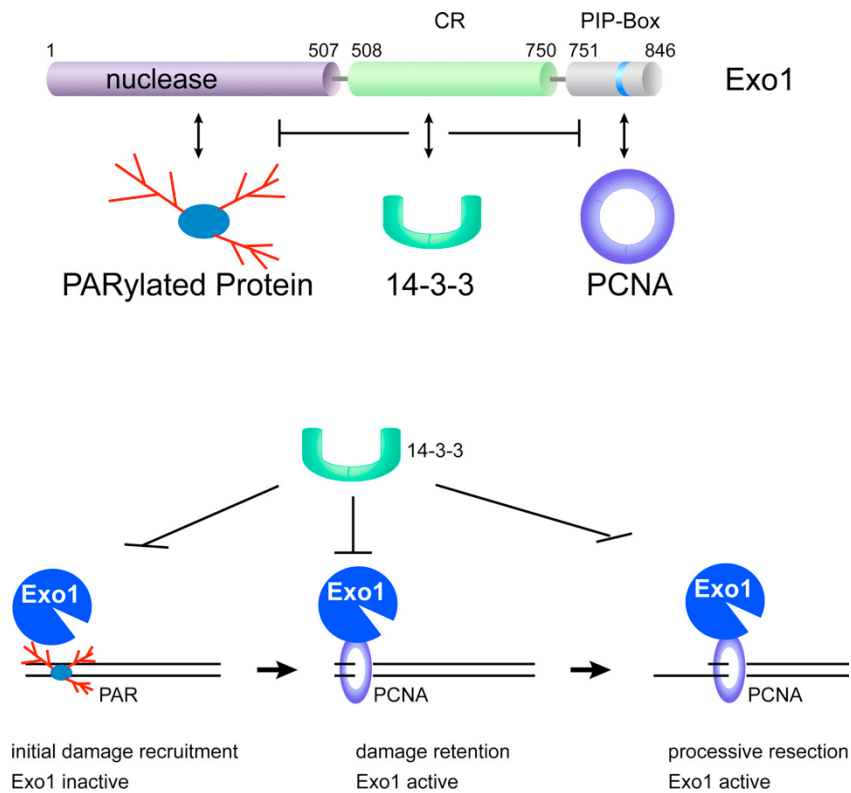 CR PIP-Box
1 507 508 750 751 846
nuclease Exo1
PARylated Protein 14-3-3 PCNA
14-3-3
Exo1 Exo1 Exo1
PAR PCNA PCNA
initial damage recruitment damage retention processive resection
Exo1 inactive Exo1 active Exo1 active